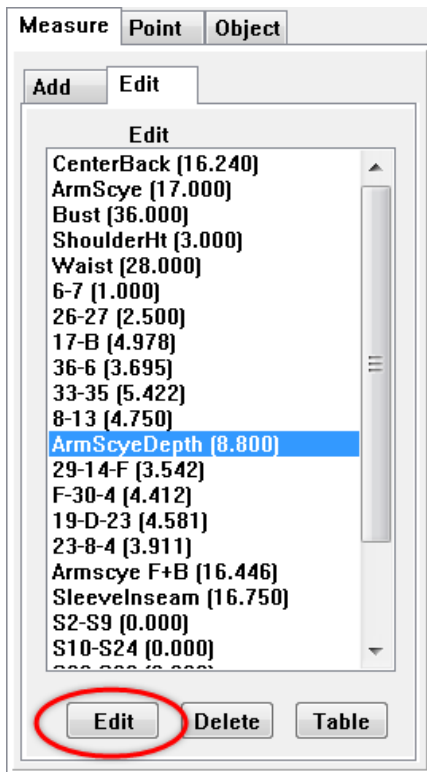 Measure Point Object
Add Edit
Edit
CenterBack (16.240)
ArmScye (17.000)
Bust (36.000)
ShoulderHt (3.000)
Waist (28.000)
6-7 (1.000)
26-27 (2.500)
17-B (4.978)
36-6 (3.695)
33-35 (5.422)
8-13 (4.750)
ArmScyeDepth (8.800)
29-14-F (3.542)
F-30-4 (4.412)
19-D-23 (4.581)
23-8-4 (3.911)
Armscye F+B (16.446)
SleeveInseam (16.750)
S2-S9 (0.000)
S10-S24 (0.000)
Edit Delete Table